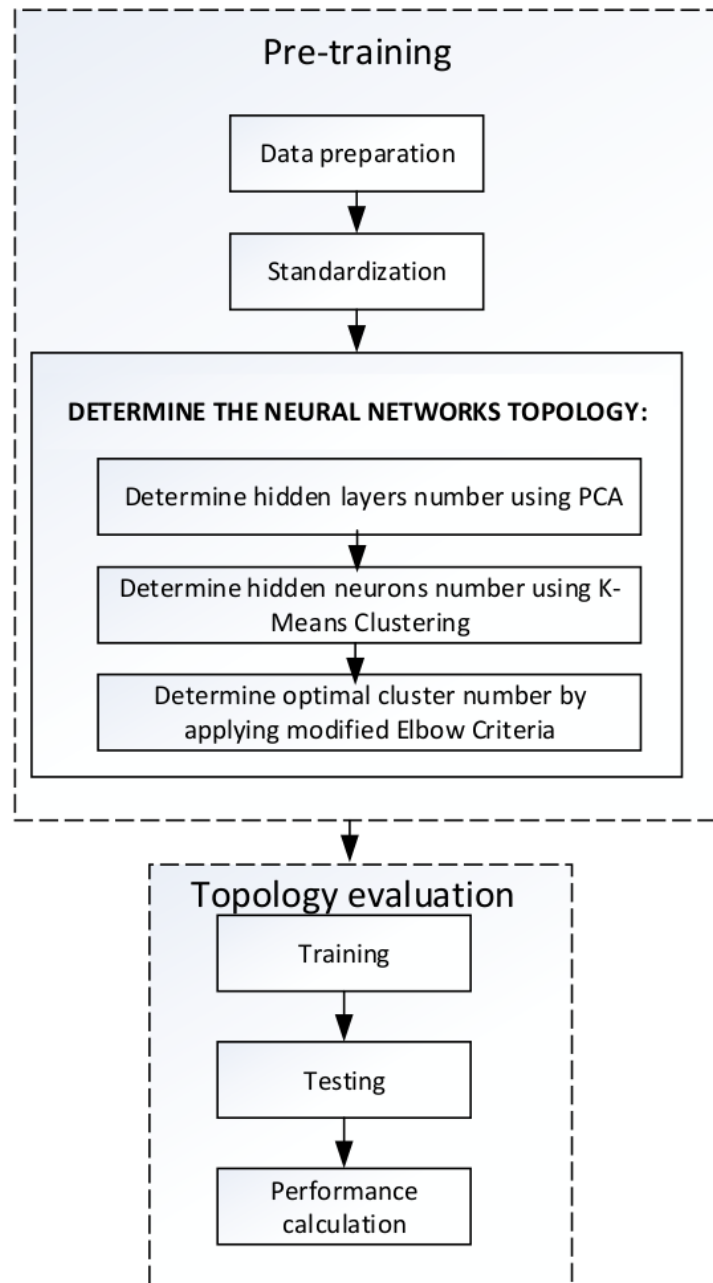 Pre-training
Data preparation
Standardization
DETERMINE THE NEURAL NETWORKS TOPOLOGY:
Determine hidden layers number using PCA
Determine hidden neurons number using K-
Means Clustering
Determine optimal cluster number by
applying modified Elbow Criteria
Topology evaluation
Training
Testing
Performance
calculation